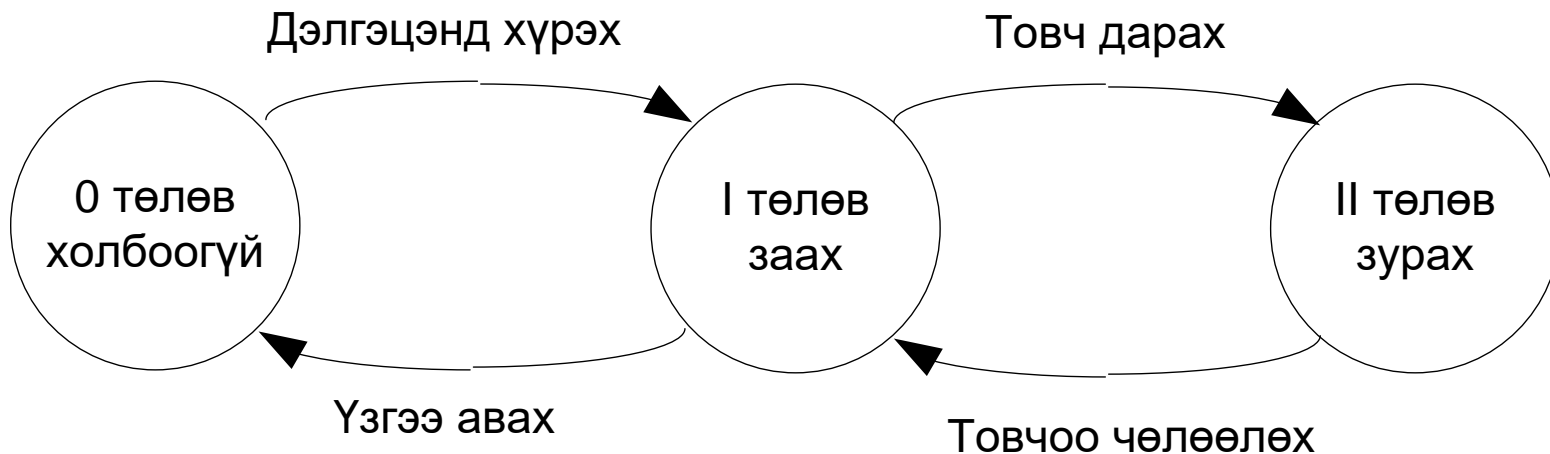 Дэлгэцэнд хүрэх
Товч дарах
0 төлөв
холбоогүй
I төлөв
заах
II төлөв
зурах
Үзгээ авах
Товчоо чөлөөлөх